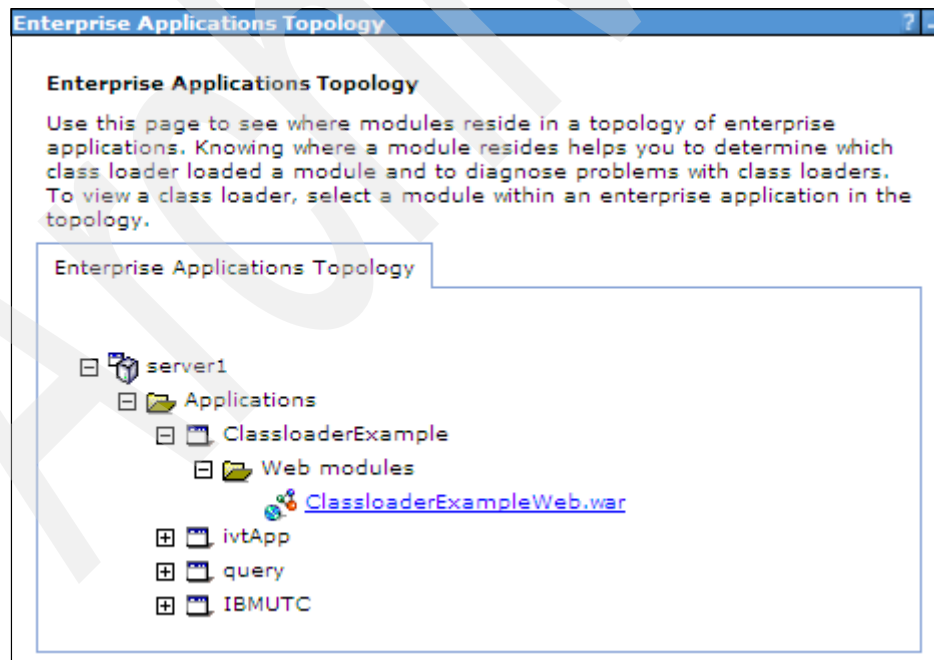 Enterprise Applications Topology ?
Enterprise Applications Topology
Use this page to see where modules reside in a topology of enterprise
applications. Knowing where a module resides helps you to determine which
class loader loaded a module and to diagnose problems with class loaders.
To view a class loader, select a module within an enterprise application in the
topology.
Enterprise Applications Topology
server1
Applications
ClassloaderExample
Web modules
ClassloaderExampleWeb.war
ivtApp
query
IBMUTC